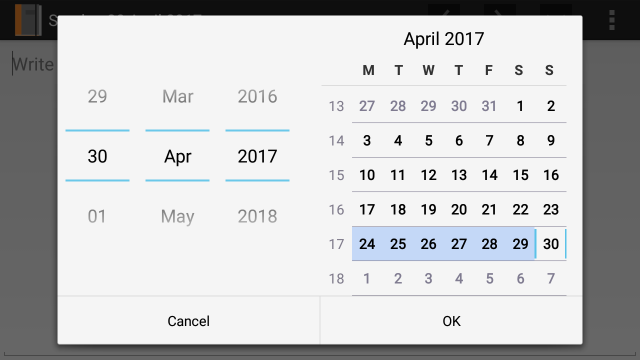 April 2017
M T W T F S S
13 27 28 29 30 31 1 2
14 3 4 5 6 7 8 9
15 10 11 12 13 14 15 16
16 17 18 19 20 21 22 23
17 24 25 26 27 28 29 30
18 1 2 3 4 5 6 7
29 Mar 2016
30 Apr 2017
01 May 2018
Write
Cancel OK